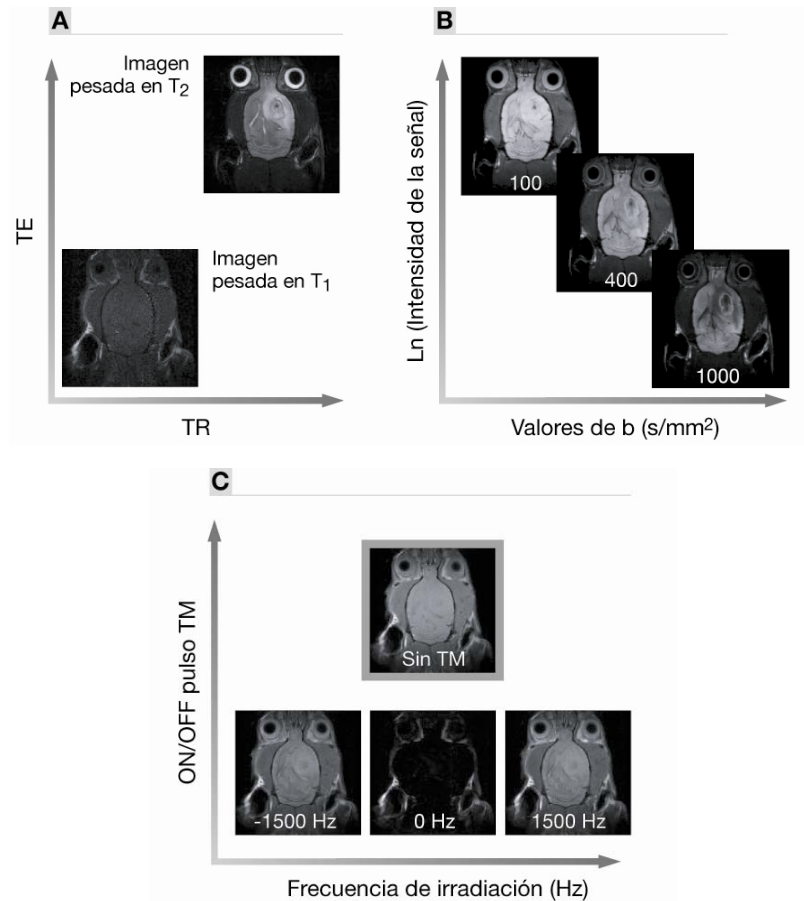 A
Imagen
pesada en T2
TE
Imagen
pesada en T1
TR
B
Ln (Intensidad de la señal)
100
400
1000
Valores de b (s/mm2)
C
ON/OFF pulso TM
Sin TM
-1500 Hz
0 Hz
1500 Hz
Frecuencia de irradiación (Hz)